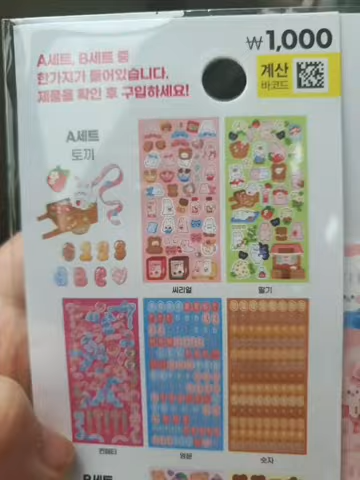 A세트, B세트 중
한가지가 들어있습니다.
제품을 확인 후 구입하세요!
₩1,000
계산
바코드
A세트
토끼
씨리얼
딸기
컨페티
영문
숫자